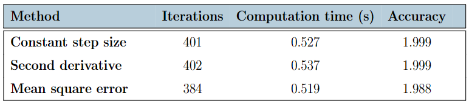 Method Iterations Computation time (s) Accuracy
Constant step size 401 0.527 1.999
Second derivative 402 0.537 1.999
Mean square error 384 0.519 1.988